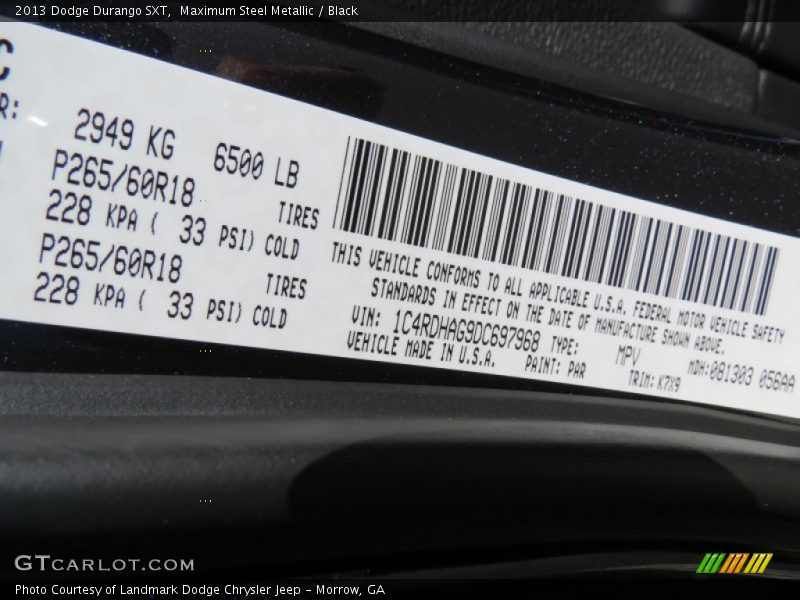 2013 Dodge Durango SXT, Maximum Steel Metallic / Black
C
R:
2949 KG 6500 LB
P265/60R18 TIRES
228 KPA ( 33 PSI) COLD
P265/60R18 TIRES
228 KPA ( 33 PSI) COLD
THIS VEHICLE CONFORMS TO ALL APPLICABLE U.S.A. FEDERAL MOTOR VEHICLE SAFETY
STANDARDS IN EFFECT ON THE DATE OF MANUFACTURE SHOWN ABOVE.
VIN: 1C4RDHAG9DC697968 TYPE: MPV MDH:081303 056AA
VEHICLE MADE IN U.S.A. PAINT: PAR TRIM: K7X9
GTCARLOT.COM
Photo Courtesy of Landmark Dodge Chrysler Jeep - Morrow, GA